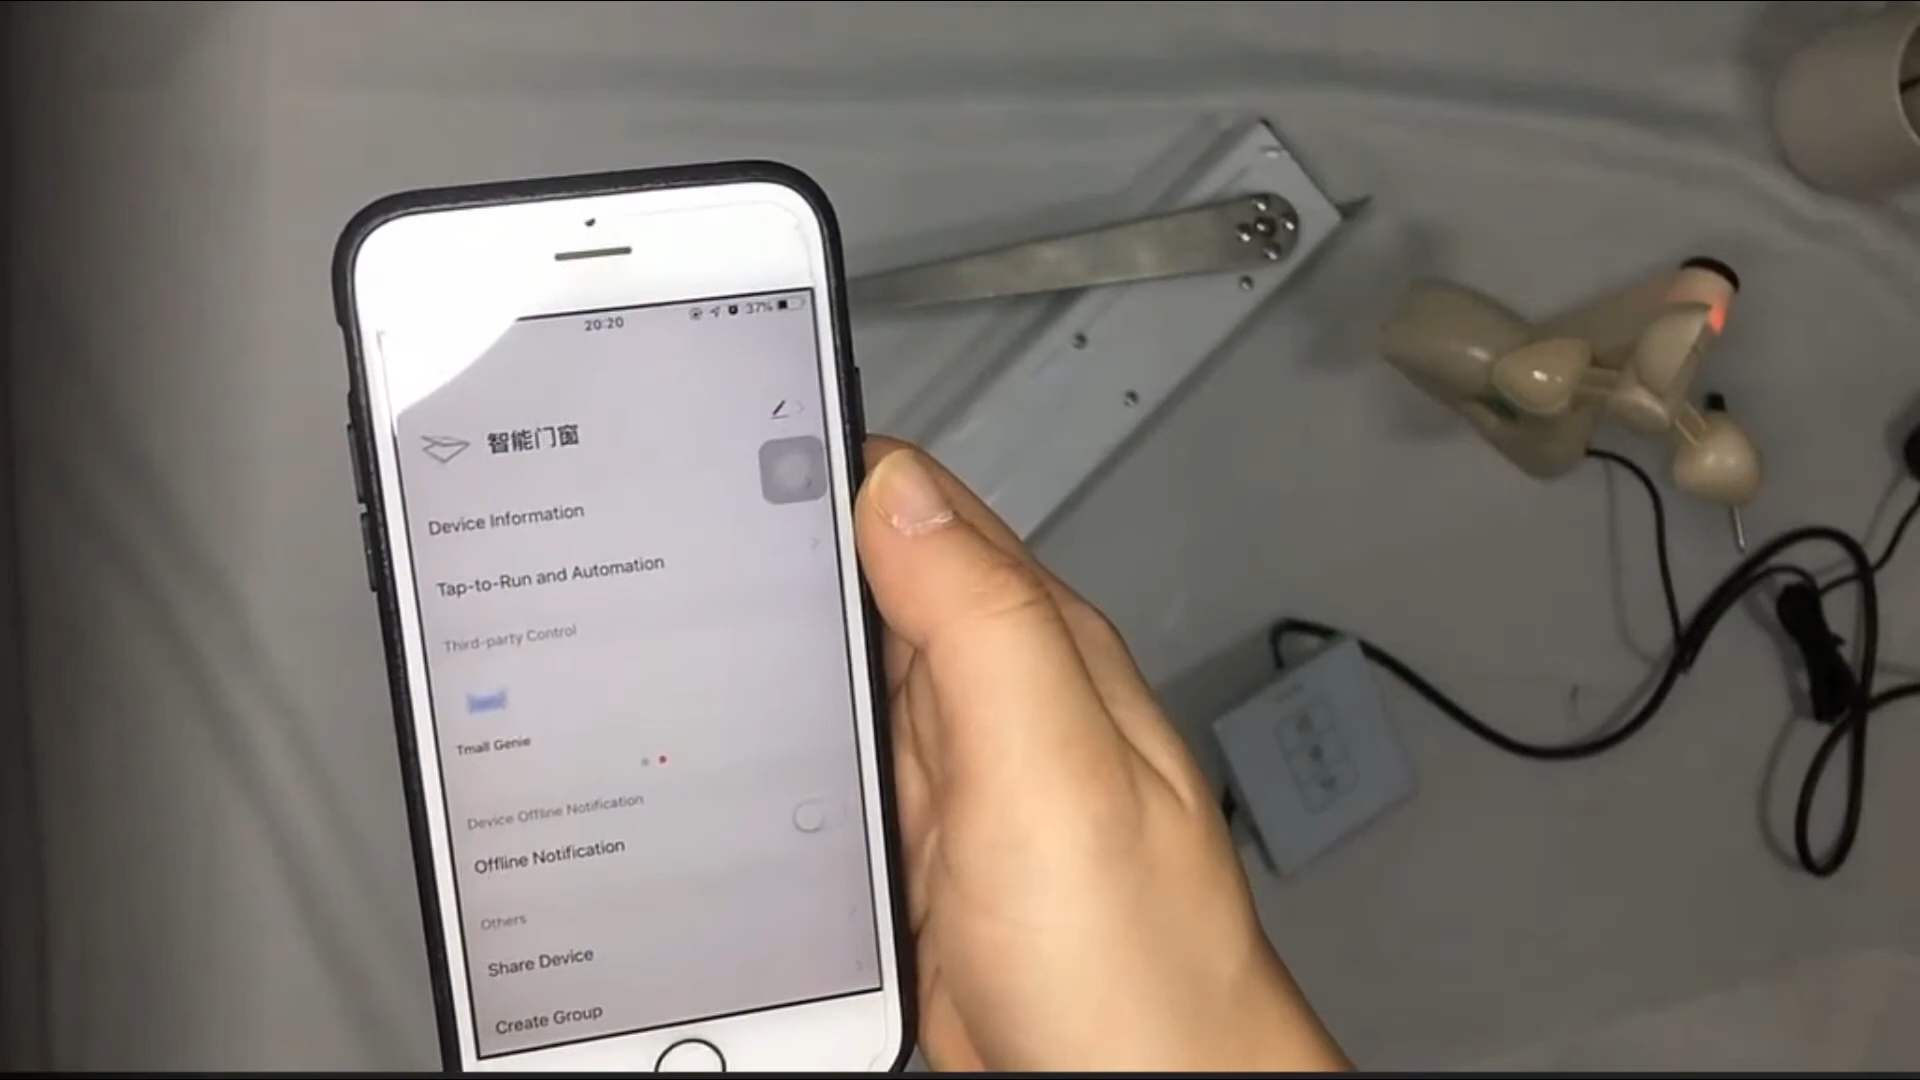 20:20
37%
智能门窗
Device Information
Tap-to-Run and Automation
Third-party Control
Tmall Genie
Device Offline Notification
Offline Notification
Others
Share Device
Create Group